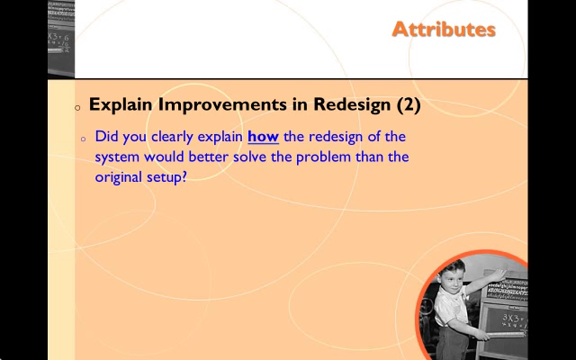 Attributes
Explain Improvements in Redesign (2)
Did you clearly explain how the redesign of the
system would better solve the problem than the
original setup?
3X3=